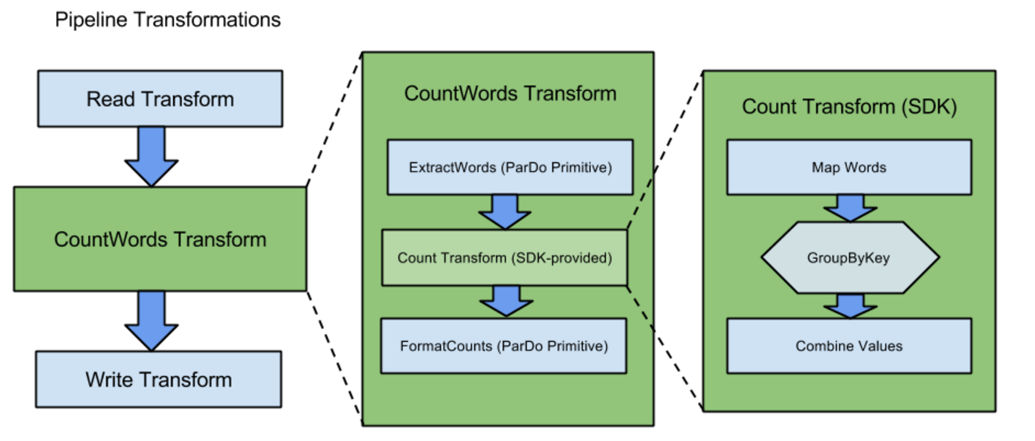 Pipeline Transformations
Read Transform
CountWords Transform
Write Transform
CountWords Transform
ExtractWords (ParDo Primitive)
Count Transform (SDK-provided)
FormatCounts (ParDo Primitive)
Count Transform (SDK)
Map Words
GroupByKey
Combine Values